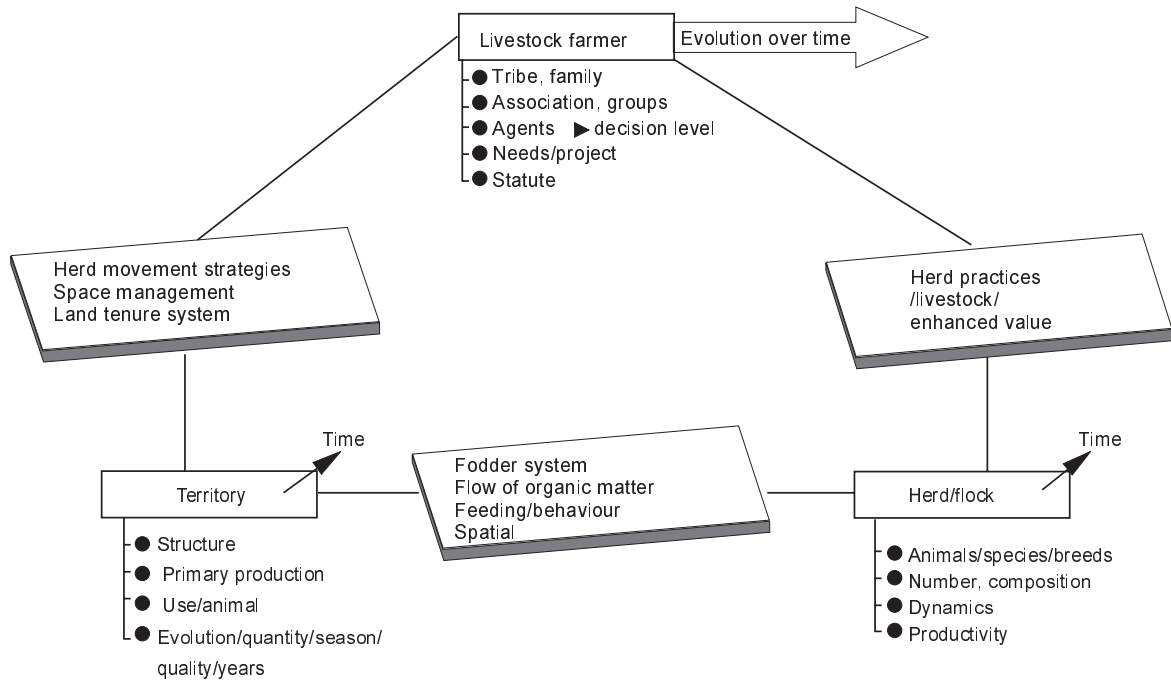 Livestock farmer
Evolution over time
● Tribe, family
● Association, groups
● Agents ► decision level
● Needs/project
● Statute
Herd movement strategies
Space management
Land tenure system
Herd practices
/livestock/
enhanced value
Time
Territory
● Structure
● Primary production
● Use/animal
● Evolution/quantity/season/
quality/years
Fodder system
Flow of organic matter
Feeding/behaviour
Spatial
Time
Herd/flock
● Animals/species/breeds
● Number, composition
● Dynamics
● Productivity